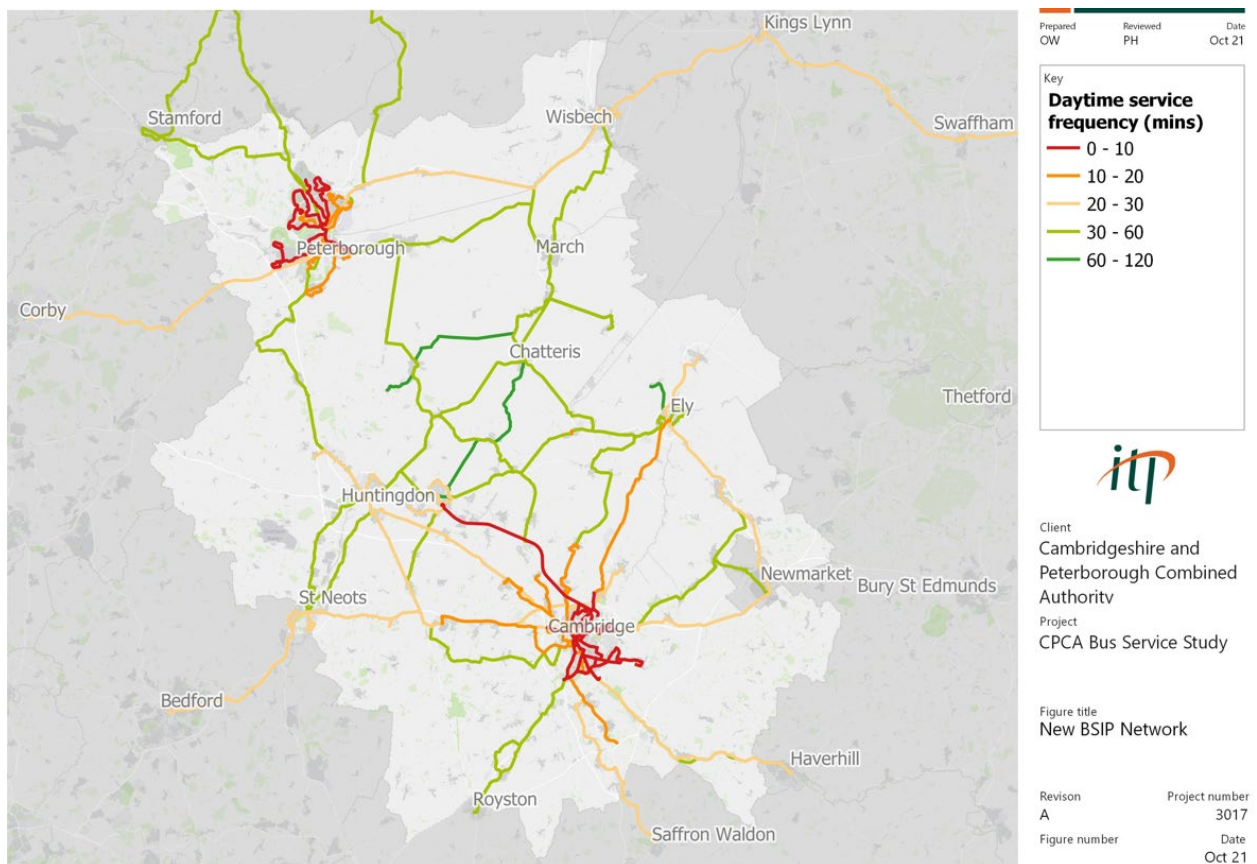 Kings Lynn
Stamford
Wisbech
Swaffham
Peterborough
March
Corby
Chatteris
Thetford
Ely
Huntingdon
Newmarket
Bury St Edmunds
St Neots
Cambridge
Bedford
Haverhill
Royston
Saffron Waldon
Prepared Reviewed Date
OW PH Oct 21
Key
Daytime service
frequency (mins)
0 - 10
10 - 20
20 - 30
30 - 60
60 - 120
itp
Client
Cambridgeshire and
Peterborough Combined
Authority
Project
CPCA Bus Service Study
Figure title
New BSIP Network
Revison Project number
A 3017
Figure number Date
Oct 21